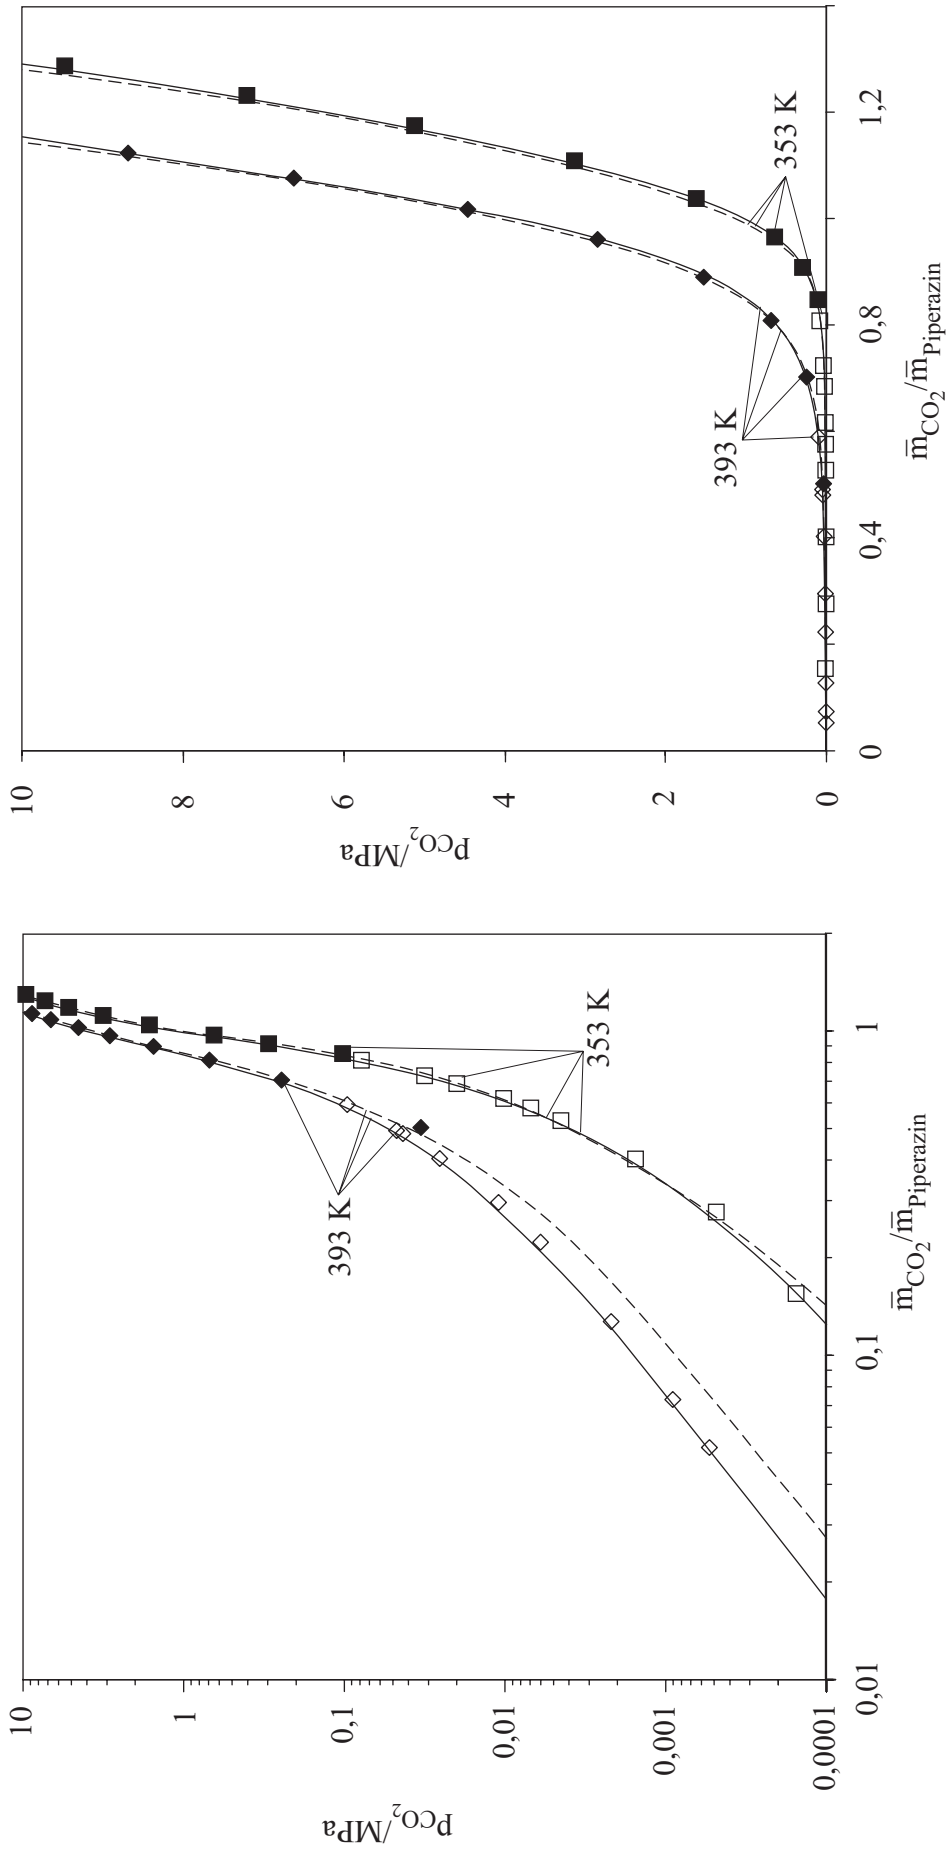 p_CO₂/MPa
10
1
0,1
0,01
0,001
0,0001
393 K
353 K
0,01
0,1
1
m̅_CO₂/m̅_Piperazin
p_CO₂/MPa
10
8
6
4
2
0
393 K
353 K
0
0,4
0,8
1,2
m̅_CO₂/m̅_Piperazin